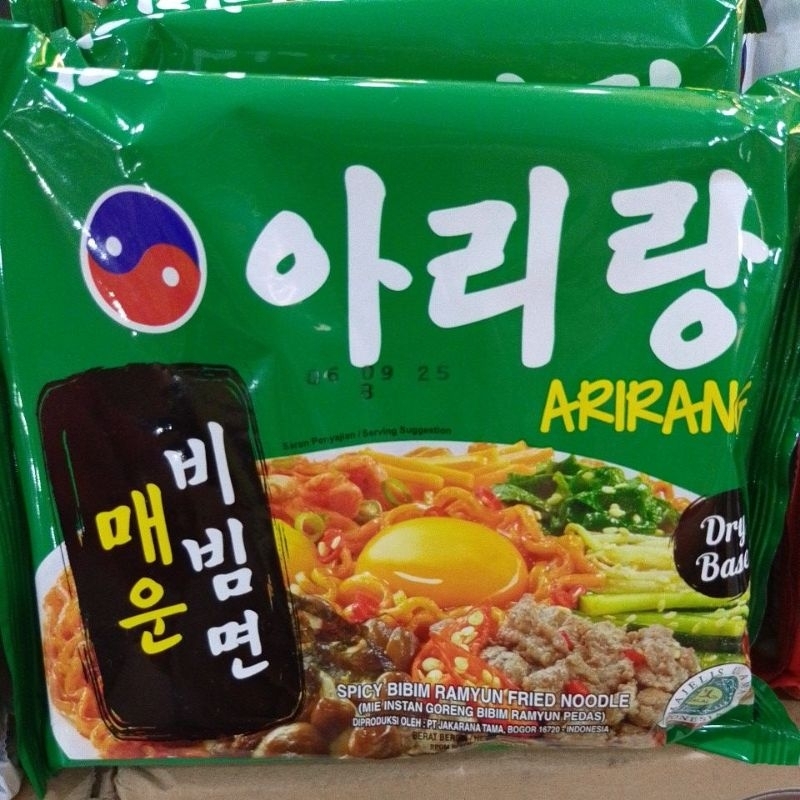 아리랑
06 09 25
B
ARIRANG
Saran Penyajian / Serving Suggestion
매운
비빔면
Dry
Base
SPICY BIBIM RAMYUN FRIED NOODLE
(MIE INSTAN GORENG BIBIM RAMYUN PEDAS)
DIPRODUKSI OLEH : PT JAKARANA TAMA, BOGOR 16720 - INDONESIA
BERAT